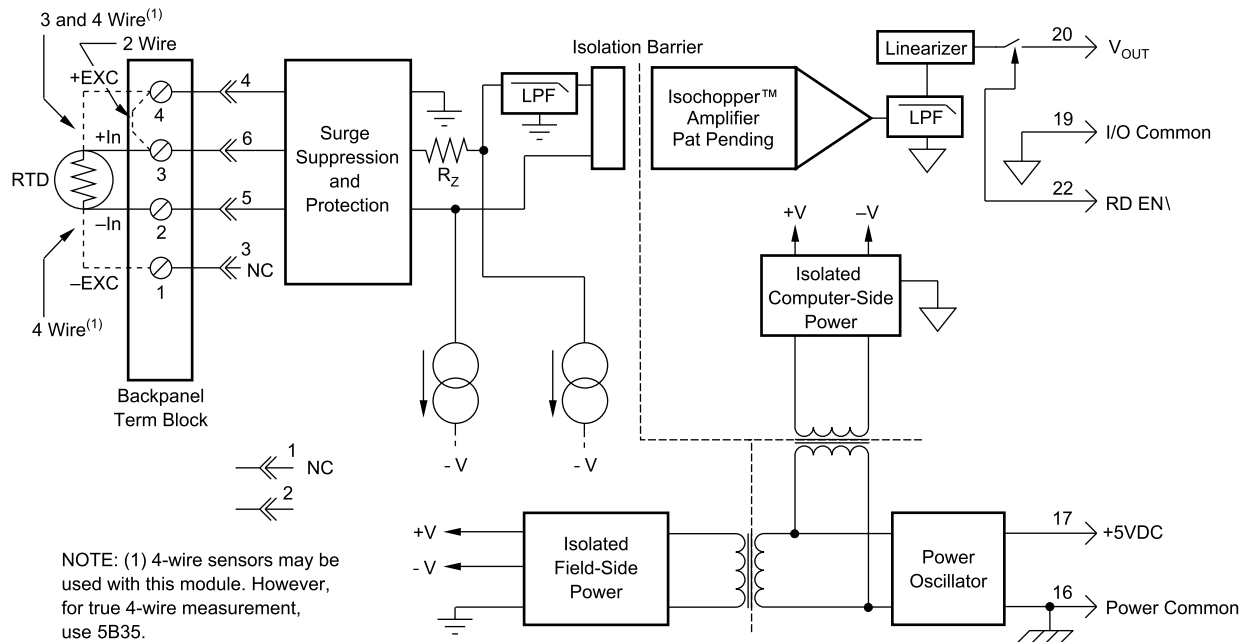 3 and 4 Wire(1)
2 Wire
+EXC
4
4
+In
3
6
RTD
–In
2
5
–EXC
1
3
NC
4 Wire(1)
Backpanel
Term Block
Surge
Suppression
and
Protection
RZ
LPF
Isolation Barrier
Isochopper™
Amplifier
Pat Pending
Linearizer
LPF
20
VOUT
19
I/O Common
22
RD EN\
+V
–V
Isolated
Computer-Side
Power
- V
- V
1
NC
2
+V
- V
Isolated
Field-Side
Power
Power
Oscillator
17
+5VDC
16
Power Common
NOTE: (1) 4-wire sensors may be
used with this module. However,
for true 4-wire measurement,
use 5B35.